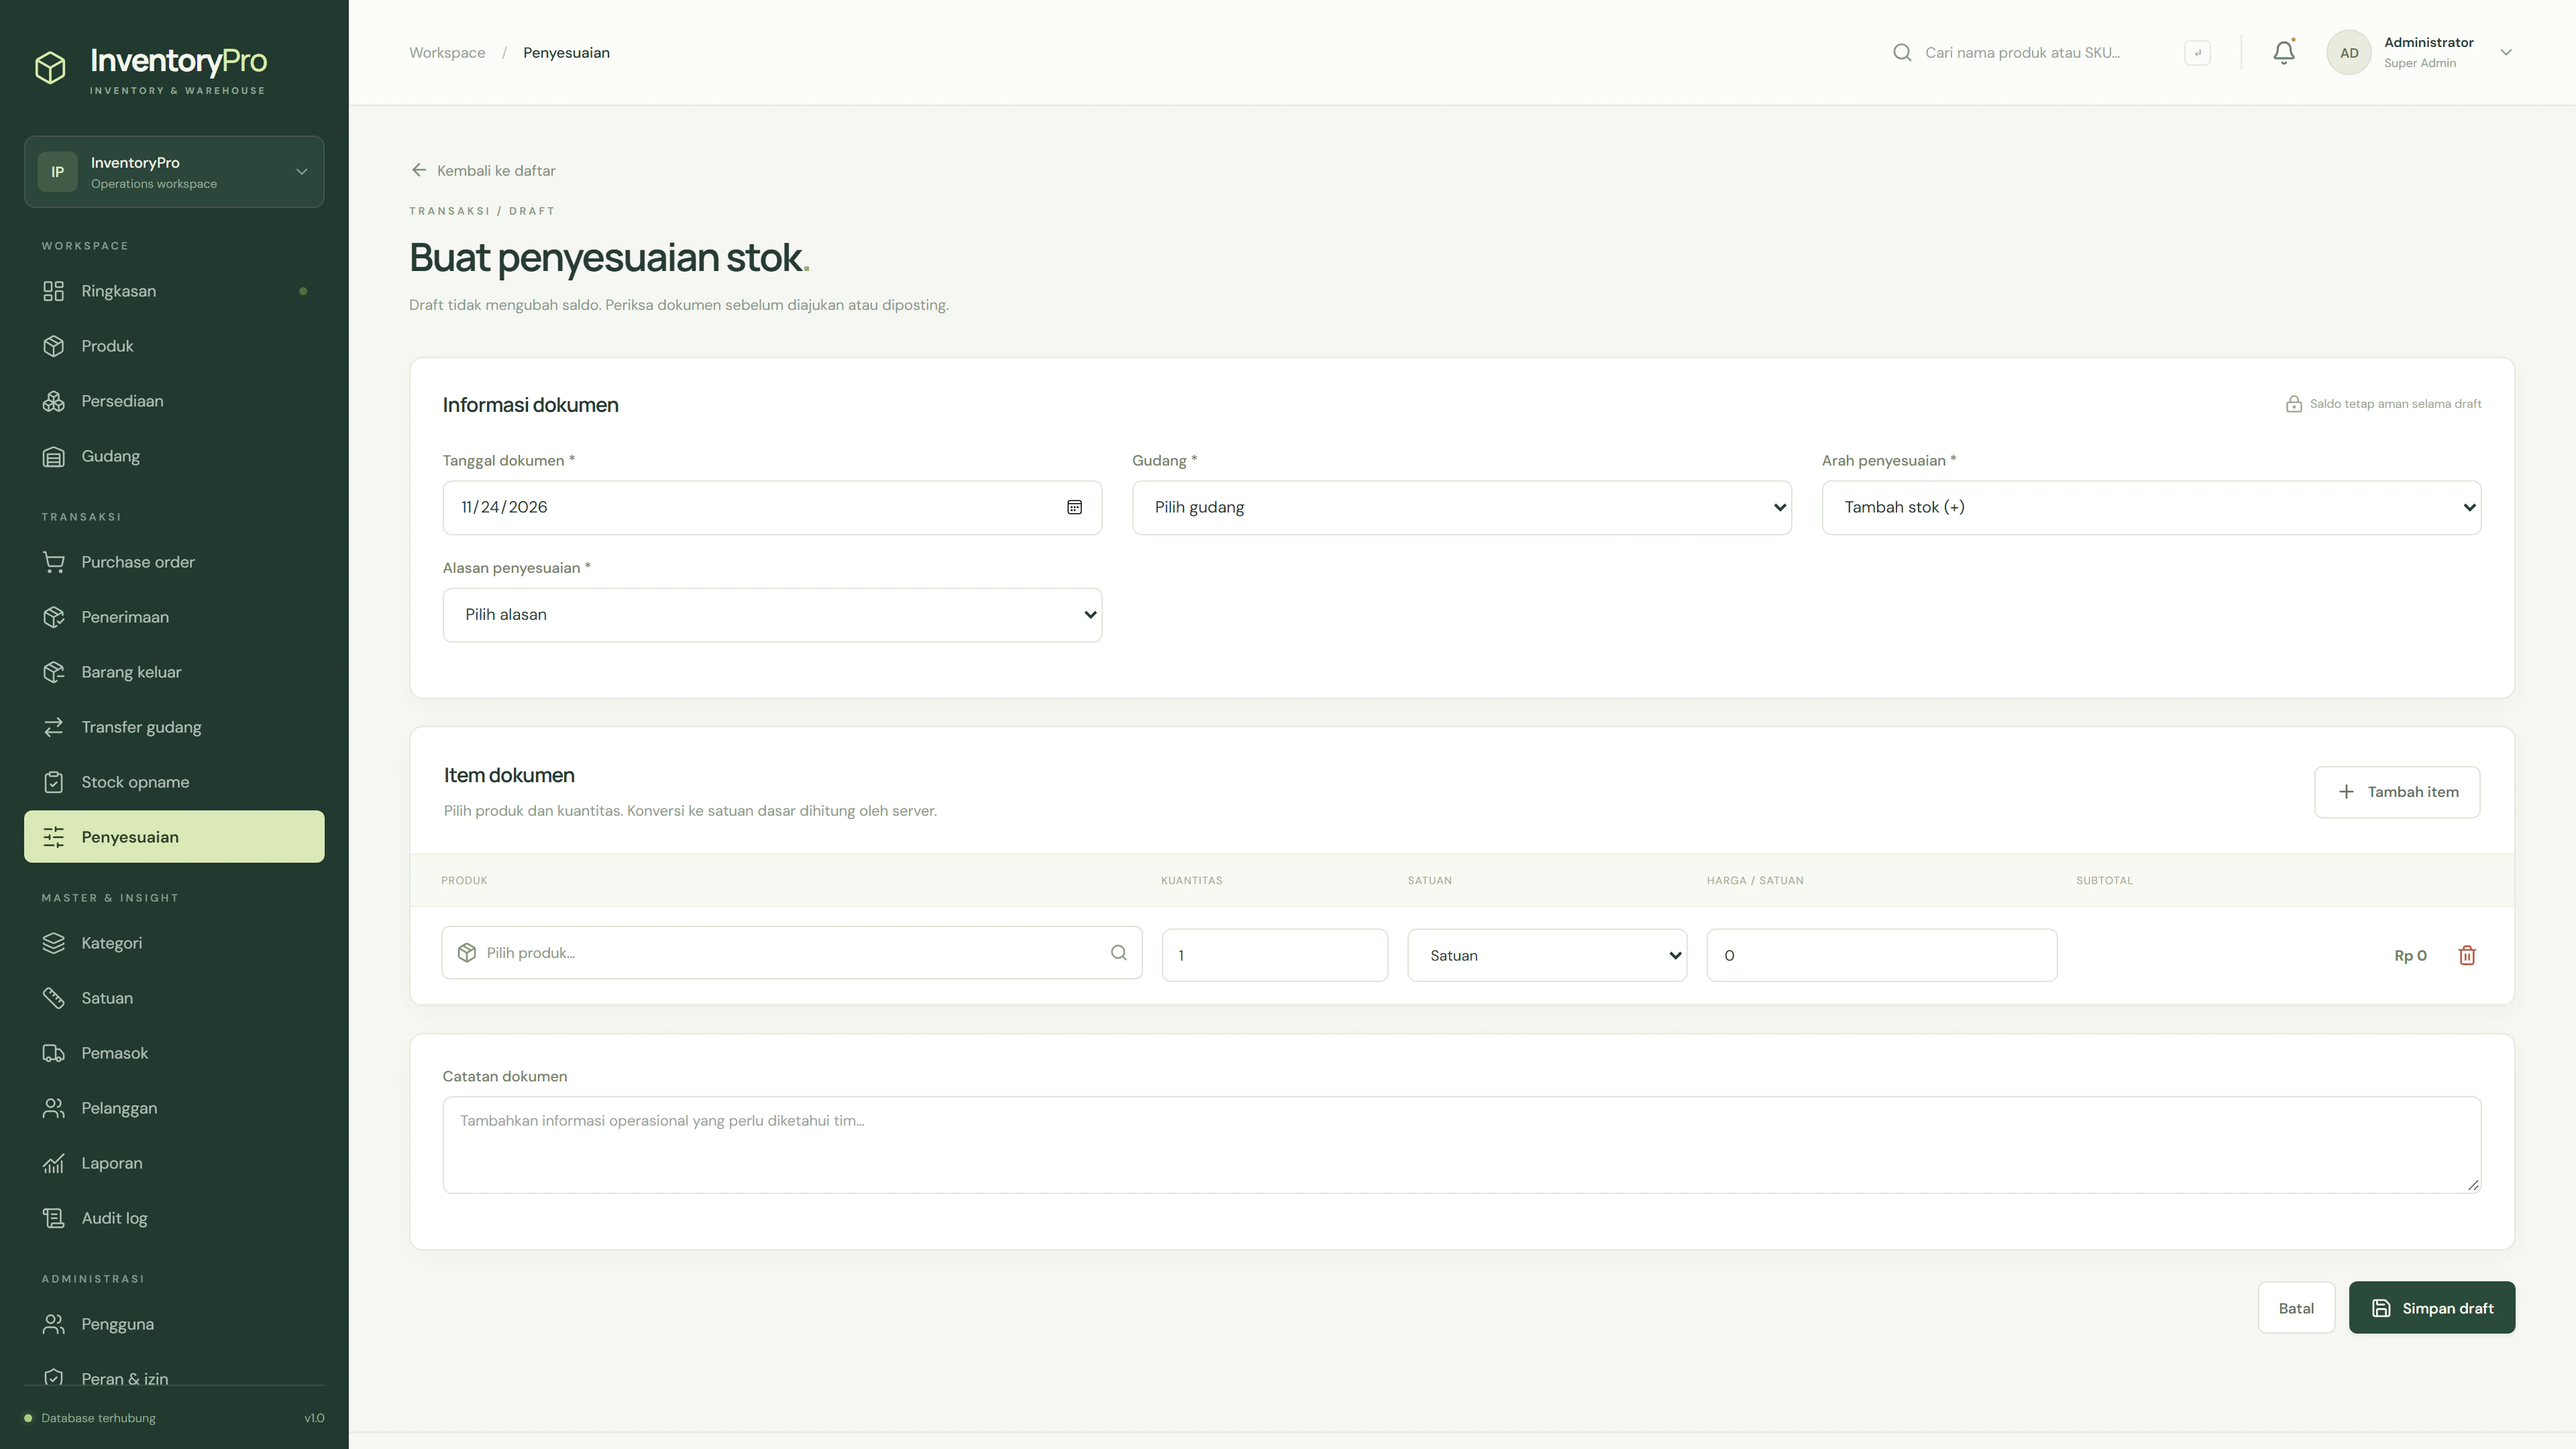 InventoryPro
INVENTORY & WAREHOUSE
IP
InventoryPro
Operations workspace
WORKSPACE
Ringkasan
Produk
Persediaan
Gudang
TRANSAKSI
Purchase order
Penerimaan
Barang keluar
Transfer gudang
Stock opname
Penyesuaian
MASTER & INSIGHT
Kategori
Satuan
Pemasok
Pelanggan
Laporan
Audit log
ADMINISTRASI
Pengguna
Peran & izin
Database terhubung v1.0
Workspace / Penyesuaian
Cari nama produk atau SKU...
AD
Administrator
Super Admin
Kembali ke daftar
TRANSAKSI / DRAFT
Buat penyesuaian stok.
Draft tidak mengubah saldo. Periksa dokumen sebelum diajukan atau diposting.
Informasi dokumen
Saldo tetap aman selama draft
Tanggal dokumen * Gudang * Arah penyesuaian *
11/24/2026 Pilih gudang Tambah stok (+)
Alasan penyesuaian *
Pilih alasan
Item dokumen
Pilih produk dan kuantitas. Konversi ke satuan dasar dihitung oleh server.
Tambah item
PRODUK KUANTITAS SATUAN HARGA / SATUAN SUBTOTAL
Pilih produk... 1 Satuan 0 Rp 0
Catatan dokumen
Tambahkan informasi operasional yang perlu diketahui tim...
Batal Simpan draft